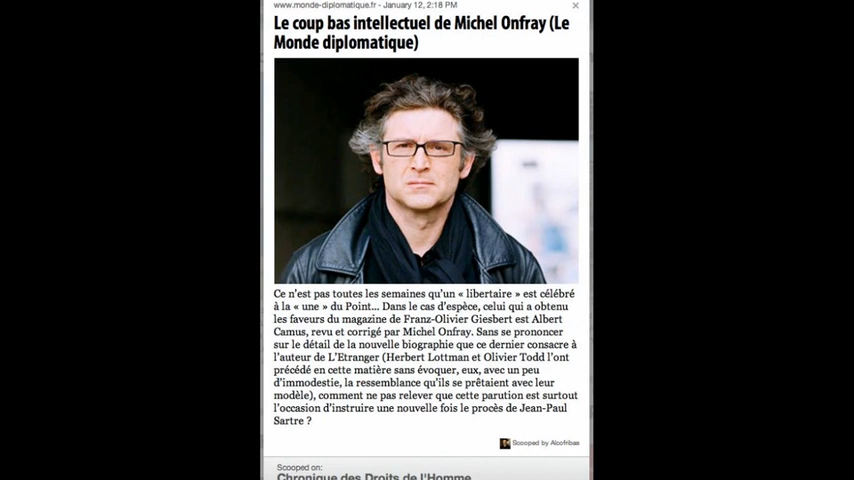 www.monde-diplomatique.fr - January 12, 2:18 PM
Le coup bas intellectuel de Michel Onfray (Le
Monde diplomatique)
Ce n'est pas toutes les semaines qu'un « libertaire » est célébré
à la « une » du Point... Dans le cas d'espèce, celui qui a obtenu
les faveurs du magazine de Franz-Olivier Giesbert est Albert
Camus, revu et corrigé par Michel Onfray. Sans se prononcer
sur le détail de la nouvelle biographie que ce dernier consacre à
l'auteur de L'Etranger (Herbert Lottman et Olivier Todd l'ont
précédé en cette matière sans évoquer, eux, avec un peu
d'immodestie, la ressemblance qu'ils se prêtaient avec leur
modèle), comment ne pas relever que cette parution est surtout
l'occasion d'instruire une nouvelle fois le procès de Jean-Paul
Sartre ?
Scooped by Alcofribas
Scooped on:
Chronique des Droits de l'Homme